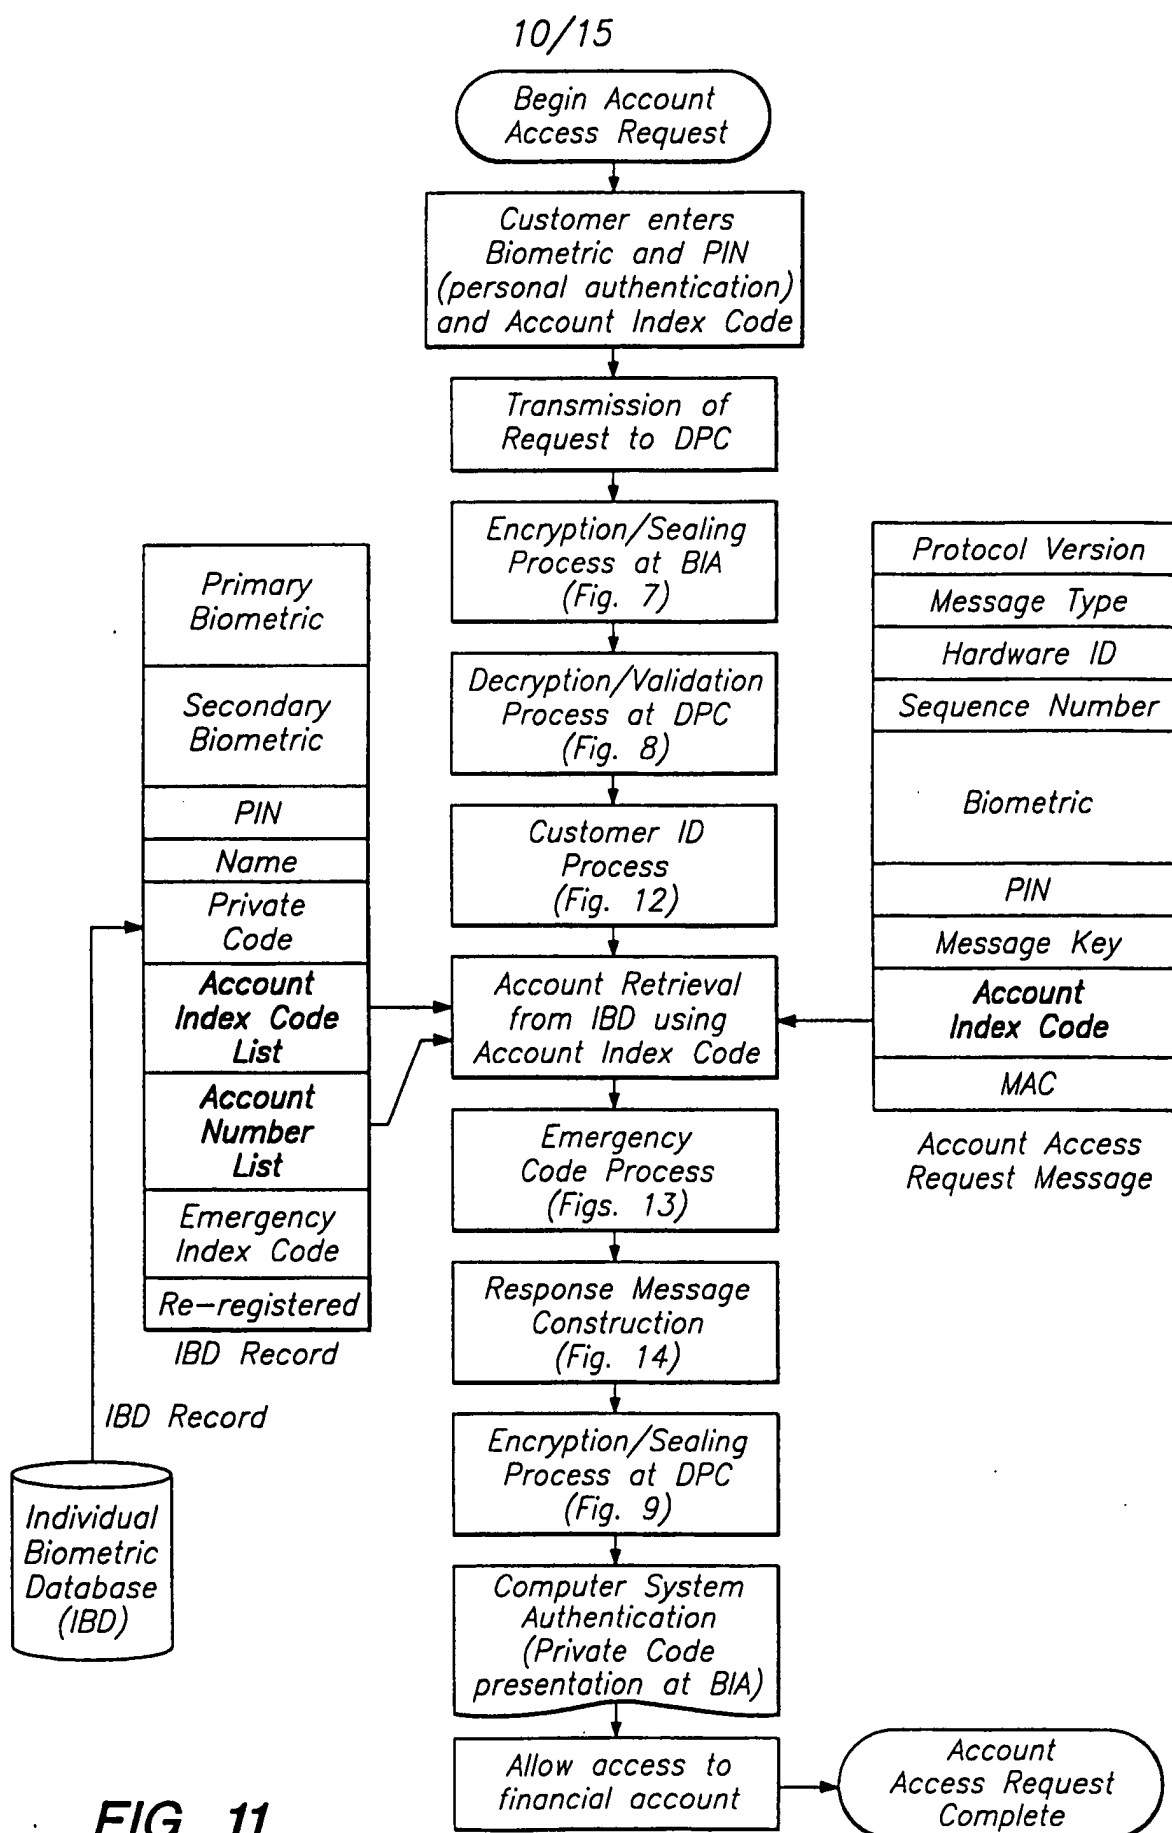 10/15
Begin Account
Access Request
Customer enters
Biometric and PIN
(personal authentication)
and Account Index Code
Transmission of
Request to DPC
Encryption/Sealing
Process at BIA
(Fig. 7)
Decryption/Validation
Process at DPC
(Fig. 8)
Customer ID
Process
(Fig. 12)
Account Retrieval
from IBD using
Account Index Code
Emergency
Code Process
(Figs. 13)
Response Message
Construction
(Fig. 14)
Encryption/Sealing
Process at DPC
(Fig. 9)
Computer System
Authentication
(Private Code
presentation at BIA)
Allow access to
financial account
Account
Access Request
Complete
Primary
Biometric
Secondary
Biometric
PIN
Name
Private
Code
Account
Index Code
List
Account
Number
List
Emergency
Index Code
Re-registered
IBD Record
IBD Record
Individual
Biometric
Database
(IBD)
Protocol Version
Message Type
Hardware ID
Sequence Number
Biometric
PIN
Message Key
Account
Index Code
MAC
Account Access
Request Message
FIG. 11